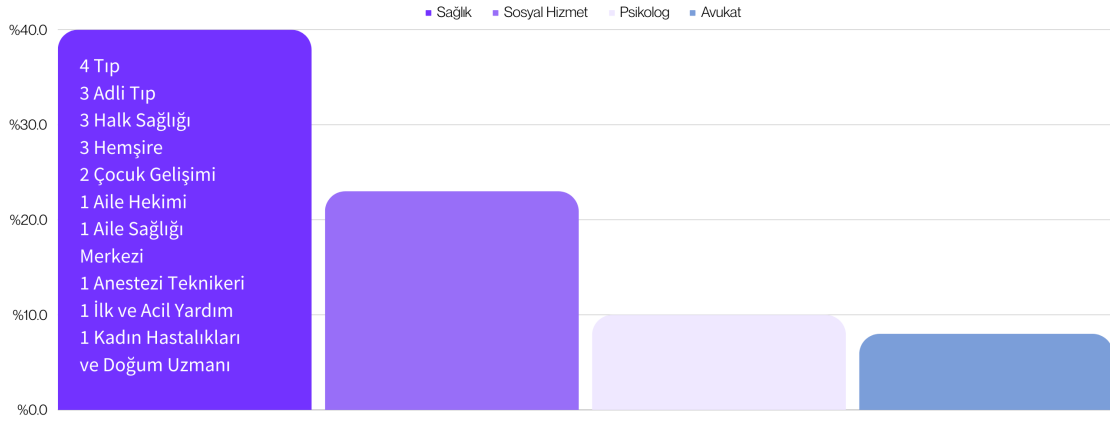 Sağlık Sosyal Hizmet Psikolog Avukat
%40.0
%30.0
%20.0
%10.0
%0.0
4 Tıp
3 Adli Tıp
3 Halk Sağlığı
3 Hemşire
2 Çocuk Gelişimi
1 Aile Hekimi
1 Aile Sağlığı
Merkezi
1 Anestezi Teknikeri
1 İlk ve Acil Yardım
1 Kadın Hastalıkları
ve Doğum Uzmanı